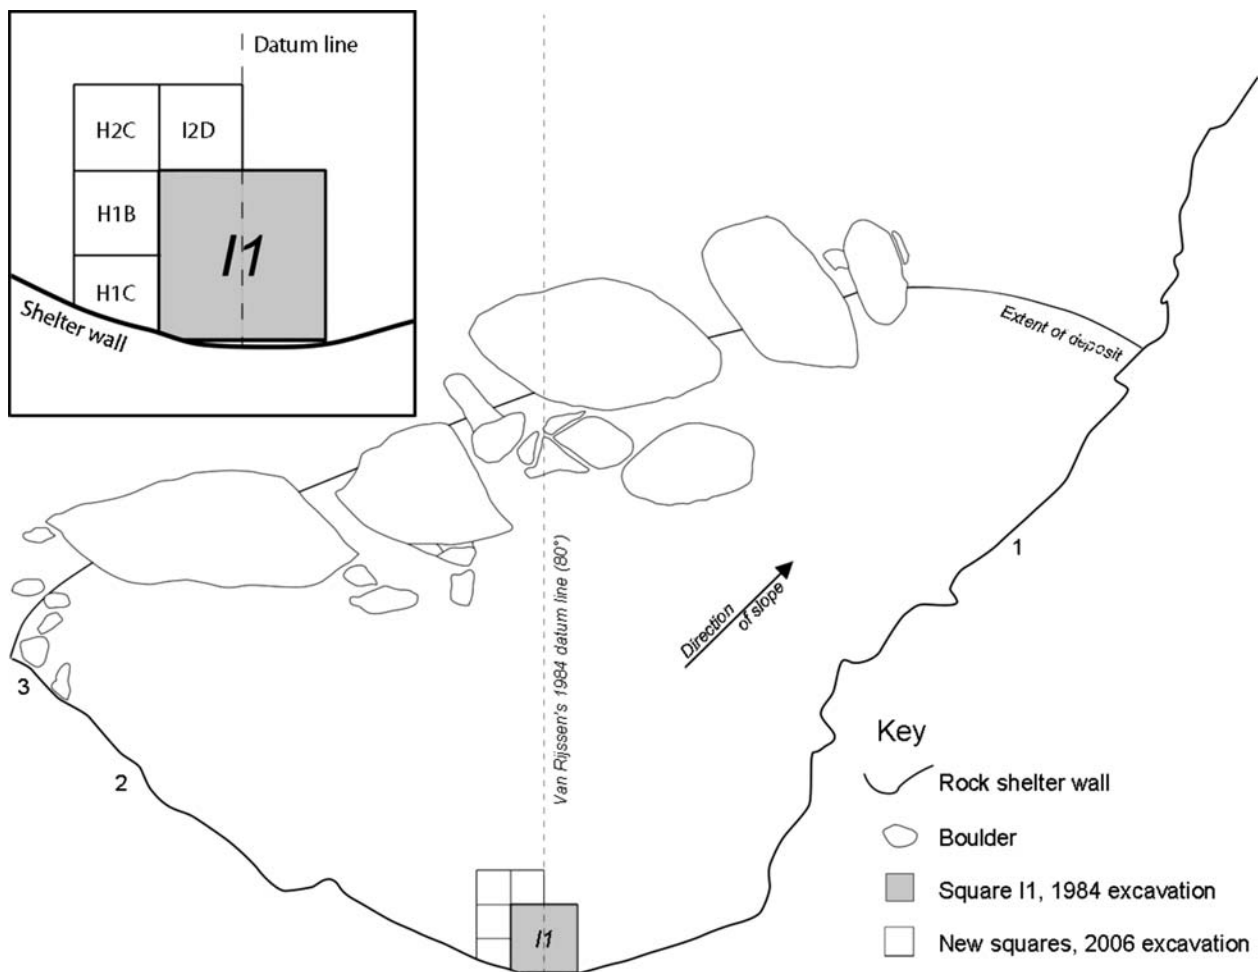 Datum line
H2C
I2D
H1B
I1
H1C
Shelter wall
Extent of deposit
Van Rijssen's 1984 datum line (80°)
1
Direction
of slope
3
2
Key
Rock shelter wall
Boulder
Square I1, 1984 excavation
I1
New squares, 2006 excavation